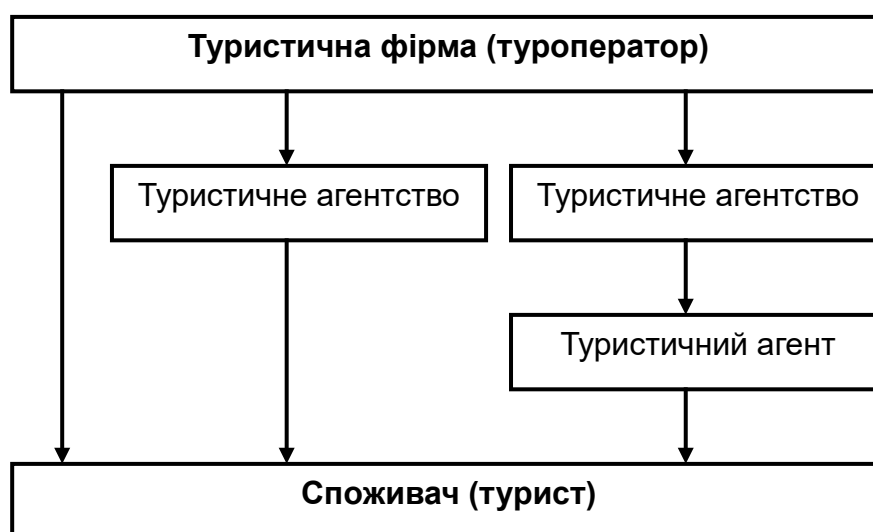 Туристична фірма (туроператор)
Туристичне агентство
Туристичне агентство
Туристичний агент
Споживач (турист)